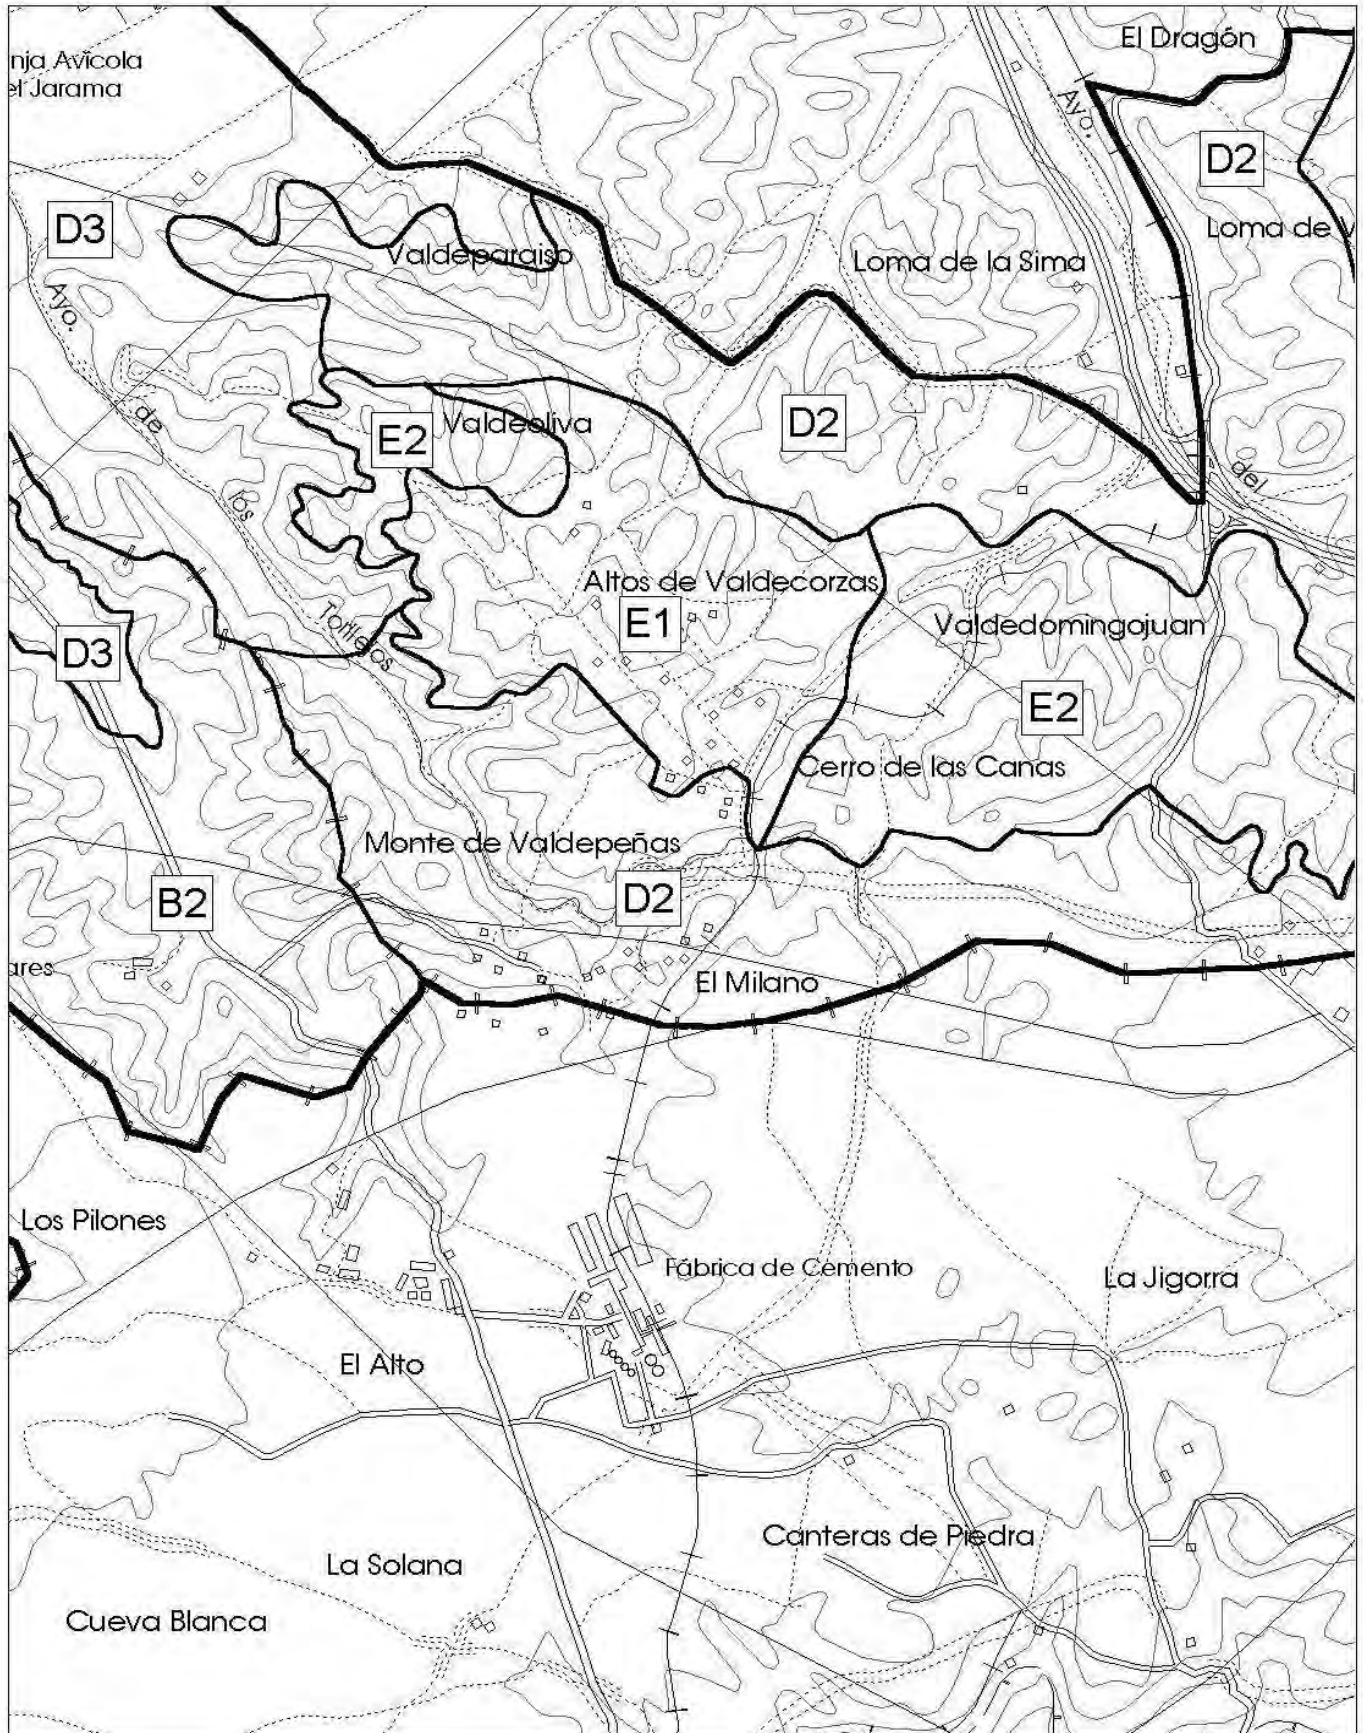 El Dragón
nja Avícola
el Jarama
Ayo.
D2
D3
Loma de V
Valdeparaiso
Loma de la Sima
Ayo.
de
D2
Valdeoliva
E2
del
los
Altos de Valdecorzas
Tortlejos
E1
Valdedomingojuan
D3
E2
Cerro de las Canas
Monte de Valdepeñas
D2
B2
ares
El Milano
Los Pilones
Fábrica de Cemento
La Jigorra
El Alto
Canteras de Piedra
La Solana
Cueva Blanca